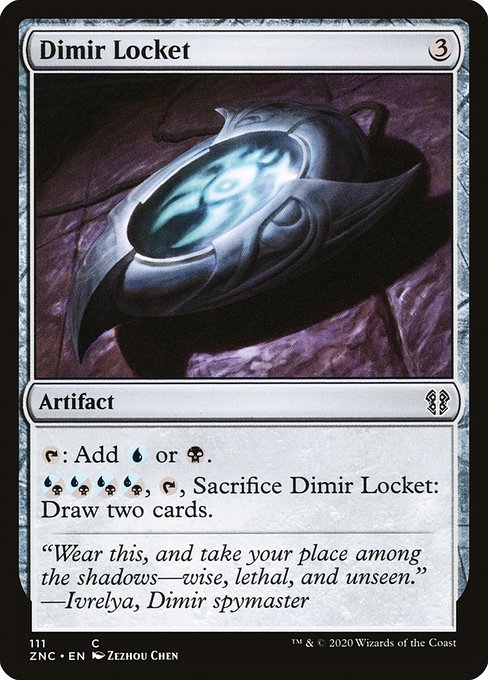 Dimir Locket 3
Artifact
: Add or .
, , Sacrifice Dimir Locket:
Draw two cards.
“Wear this, and take your place among
the shadows—wise, lethal, and unseen.”
—Ivrelya, Dimir spymaster
111 C
ZNC • EN Zezhou Chen
™ & © 2020 Wizards of the Coast